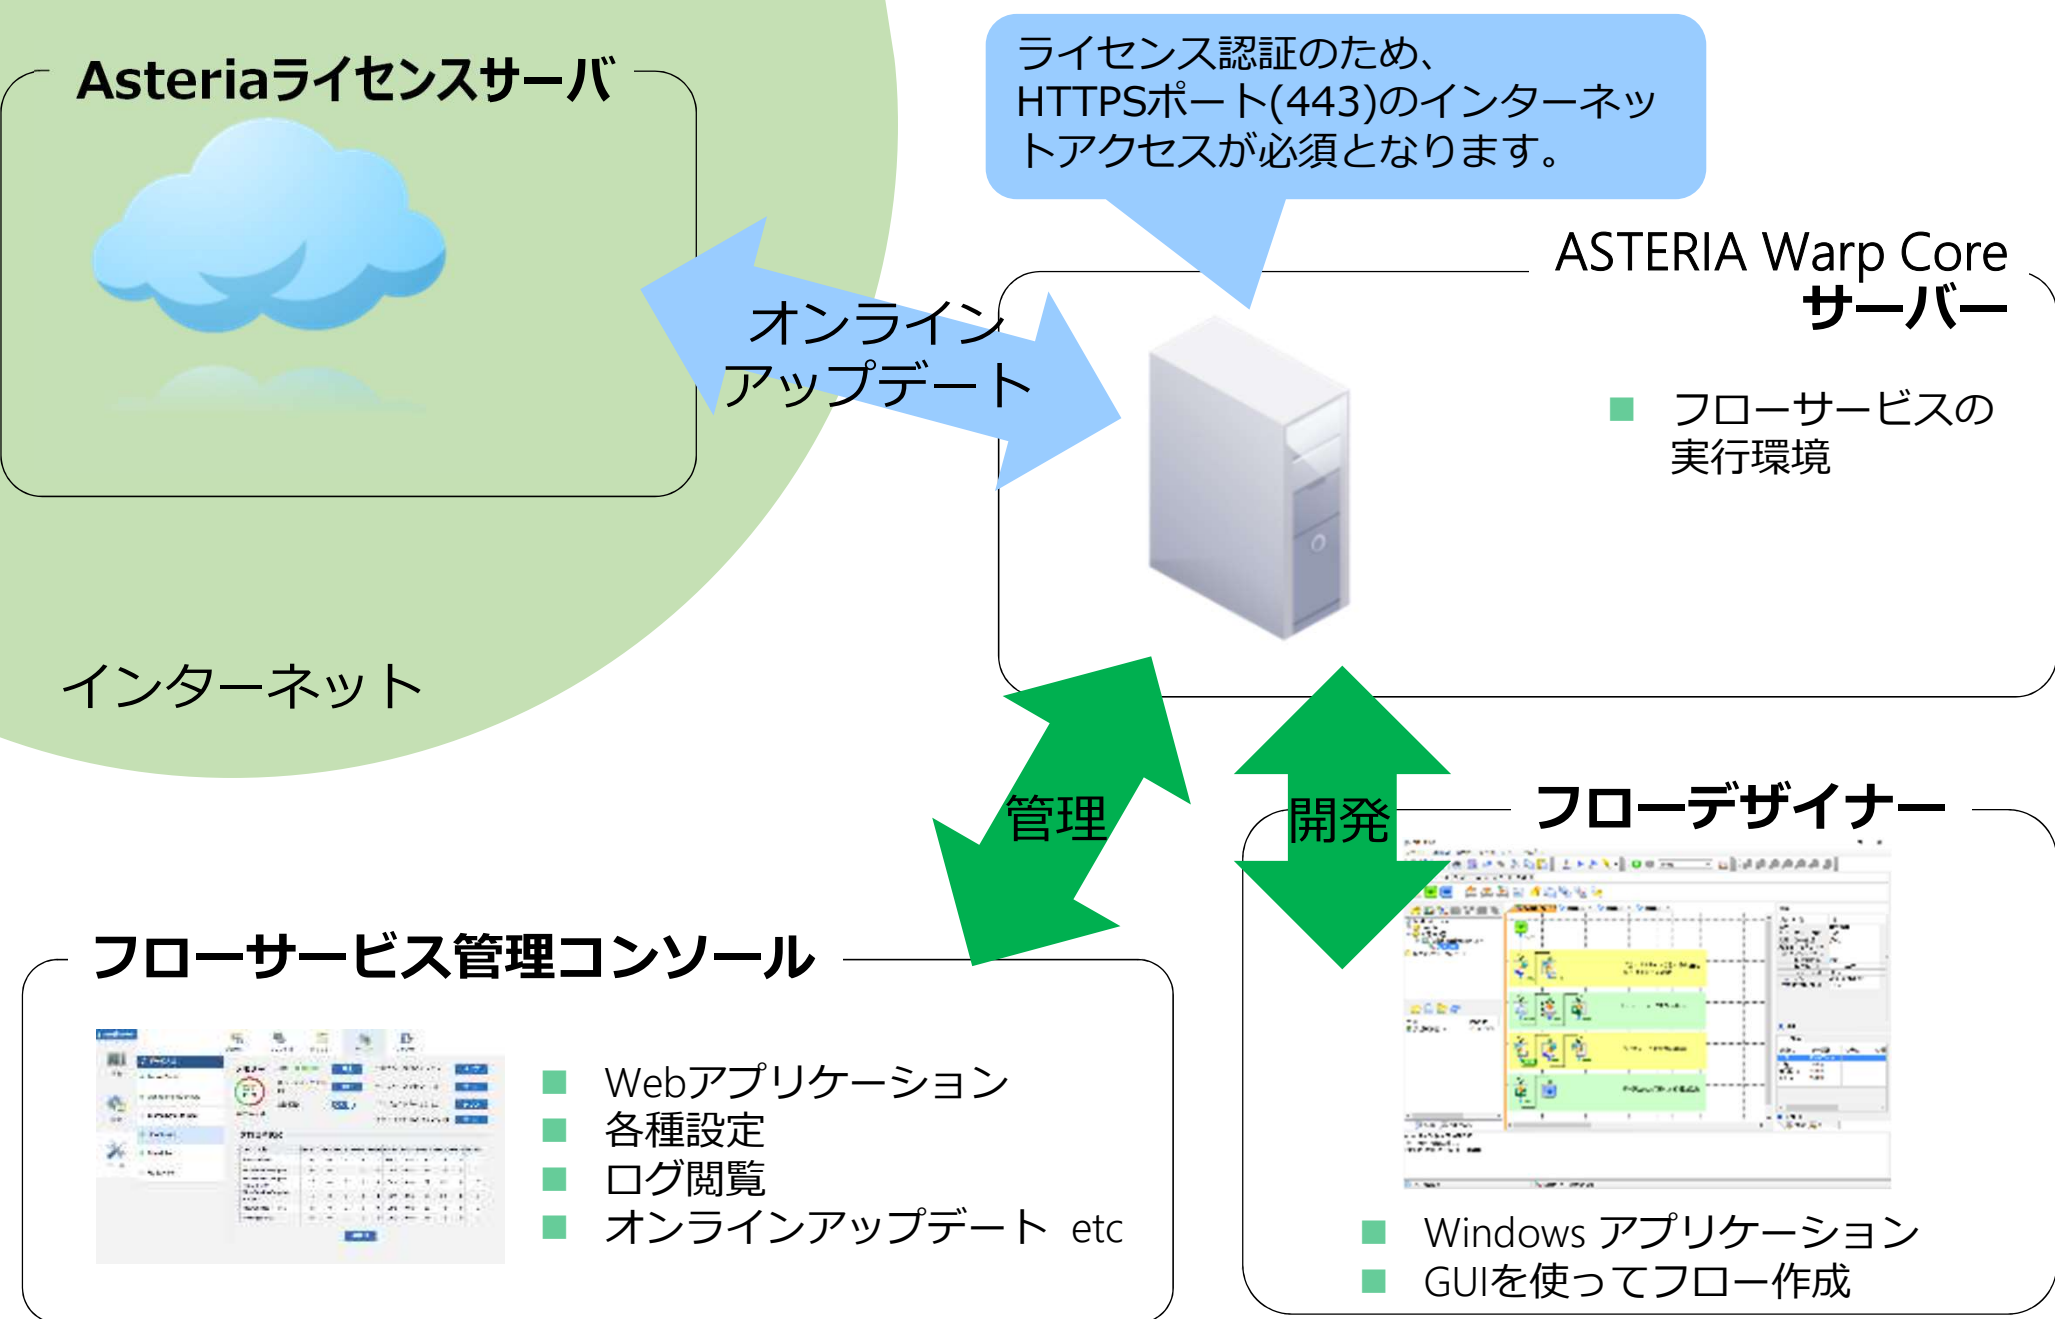 Asteriaライセンスサーバ
ライセンス認証のため、
HTTPSポート(443)のインターネッ
トアクセスが必須となります。
ASTERIA Warp Core
サーバー
オンライン
アップデート
フローサービスの
実行環境
インターネット
管理
開発
フローデザイナー
フローサービス管理コンソール
Webアプリケーション
各種設定
ログ閲覧
オンラインアップデート etc
Windows アプリケーション
GUIを使ってフロー作成